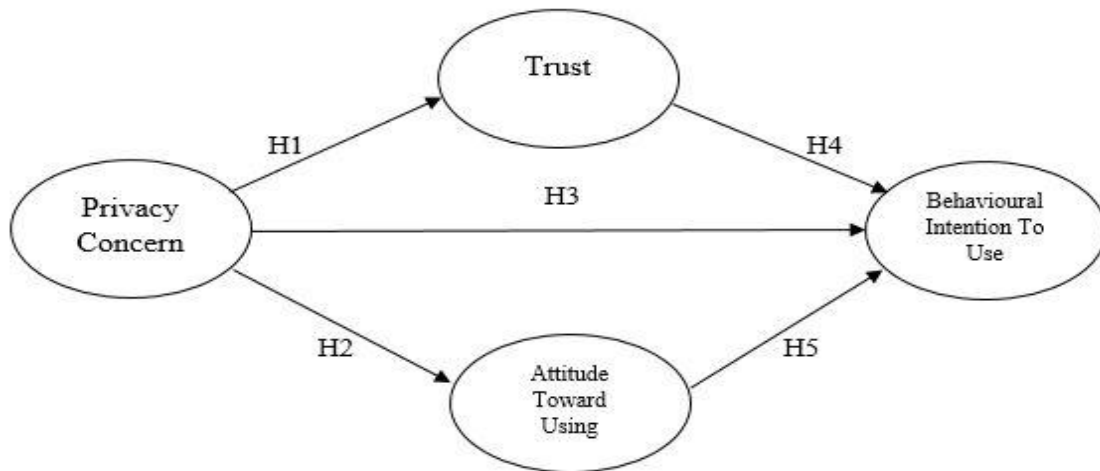 Trust
H1
H4
H3
Privacy
Concern
Behavioural
Intention To
Use
H2
H5
Attitude
Toward
Using